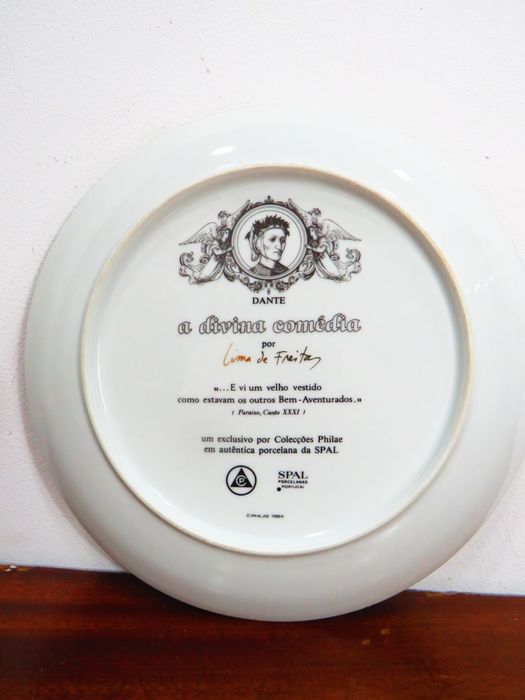 DANTE
a divina comédia
por
Lima de Freitas
«...E vi um velho vestido
como estavam os outros Bem-Aventurados.»
( Paraíso, Canto XXXI )
um exclusivo por Colecções Philae
em autêntica porcelana da SPAL
P
SPAL
PORCELANAS
PORTUGAL
© PHILAE 1984